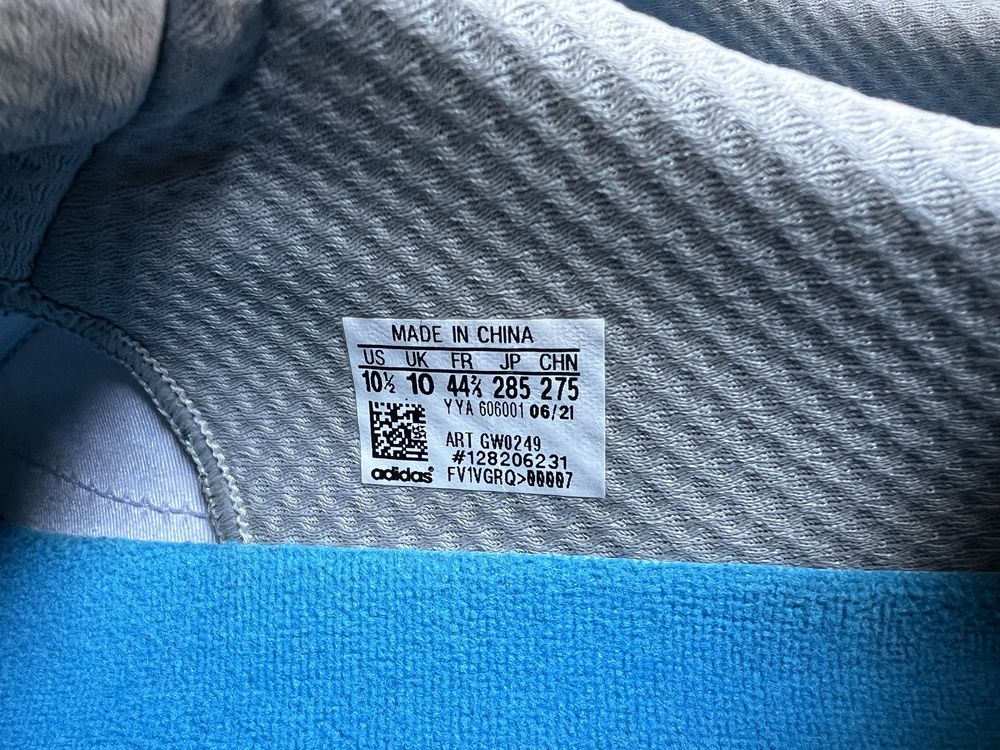 MADE IN CHINA
US UK FR JP CHN
10½ 10 44⅔ 285 275
YYA 606001 06/21
ART GW0249
#128206231
adidas® FV1VGRQ>00007